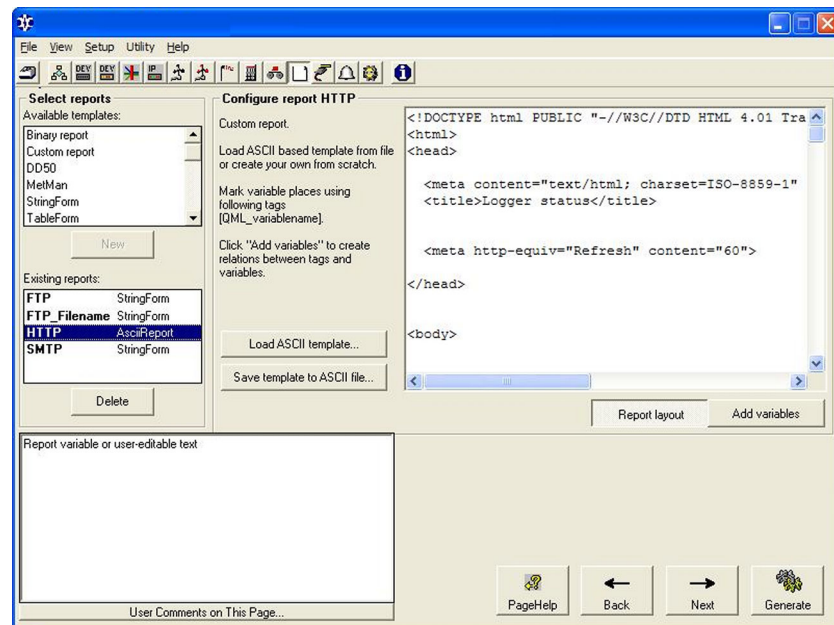 File View Setup Utility Help
DEV DEV IP
Select reports
Available templates:
Binary report
Custom report
DD50
MetMan
StringForm
TableForm
New
Existing reports:
FTP StringForm
FTP_Filename StringForm
HTTP AsciiReport
SMTP StringForm
Delete
Configure report HTTP
Custom report.
Load ASCII based template from file
or create your own from scratch.
Mark variable places using
following tags
[QML_variablename].
Click "Add variables" to create
relations between tags and
variables.
Load ASCII template...
Save template to ASCII file...
<!DOCTYPE html PUBLIC "-//W3C//DTD HTML 4.01 Tra
<html>
<head>
<meta content="text/html; charset=ISO-8859-1"
<title>Logger status</title>
<meta http-equiv="Refresh" content="60">
</head>
<body>
Report layout Add variables
Report variable or user-editable text
User Comments on This Page...
PageHelp Back Next Generate